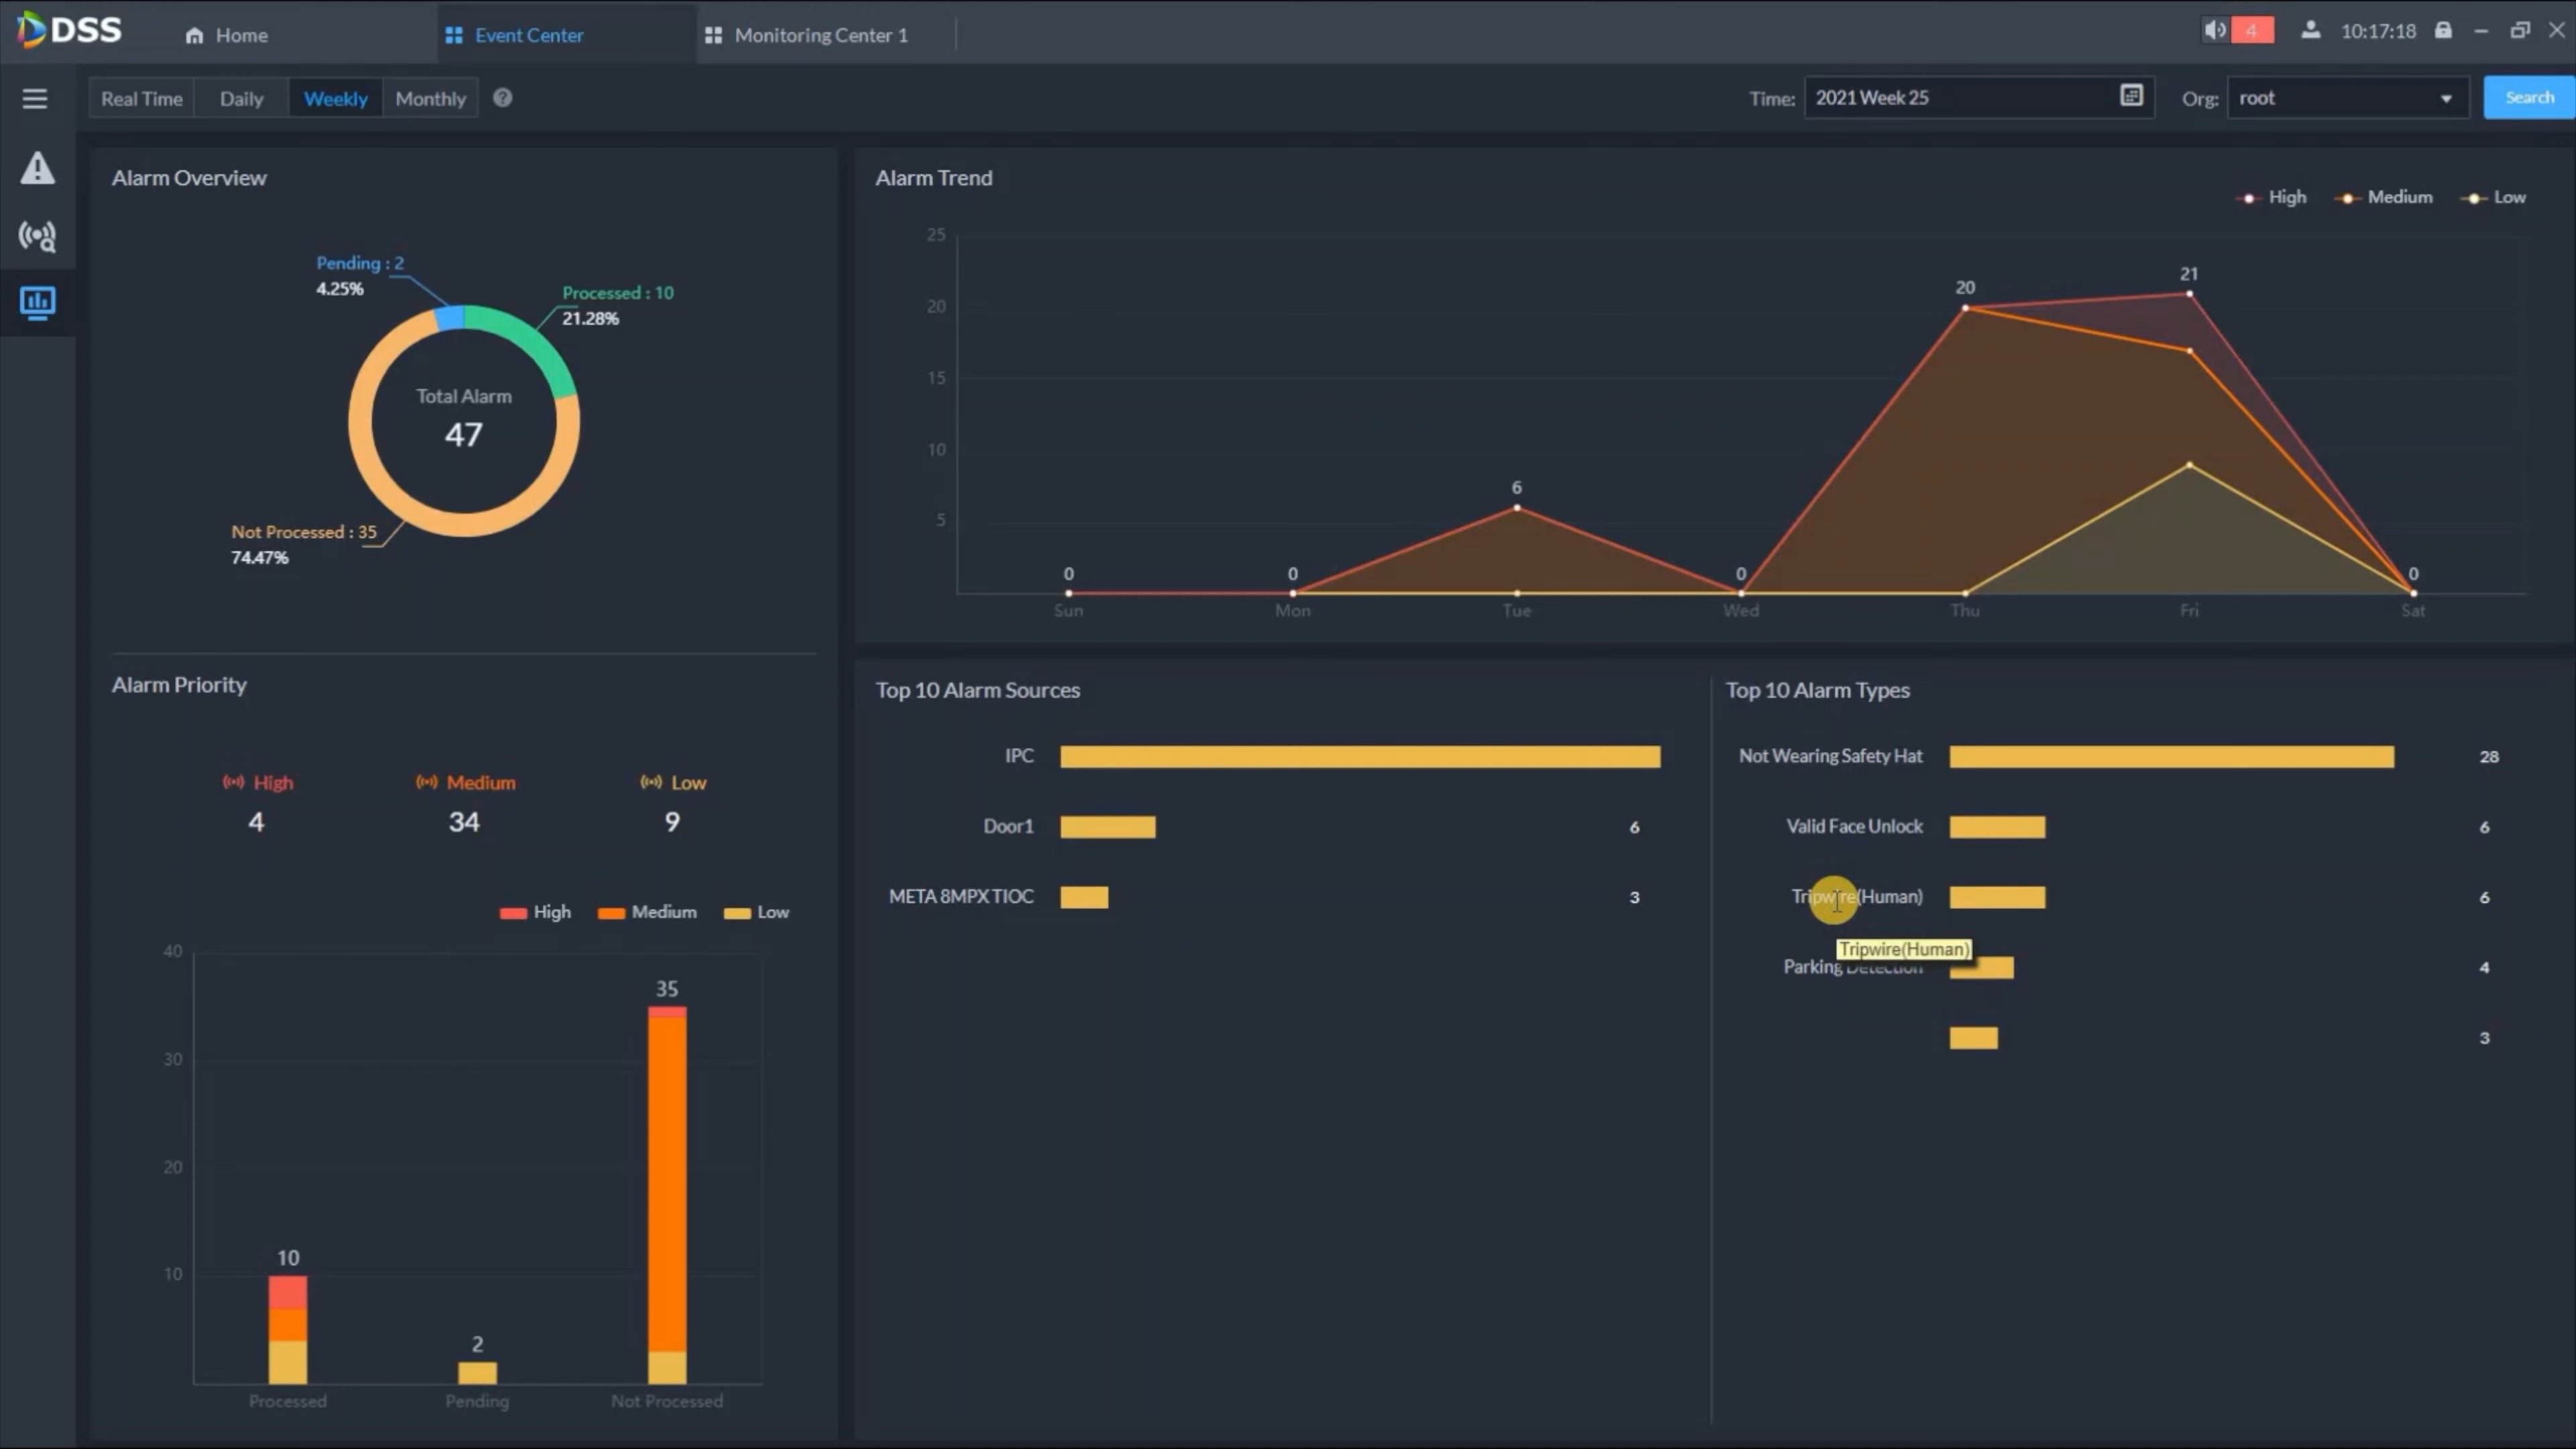 DSS
Home
Event Center
Monitoring Center 1
4
10:17:18
Real Time
Daily
Weekly
Monthly
?
Time:
2021 Week 25
Org:
root
Search
Alarm Overview
Pending : 2
4.25%
Processed : 10
21.28%
Total Alarm
47
Not Processed : 35
74.47%
Alarm Trend
High
Medium
Low
25
20
15
10
5
0
0
6
0
20
21
0
Sun
Mon
Tue
Wed
Thu
Fri
Sat
Alarm Priority
High
Medium
Low
4
34
9
High
Medium
Low
40
30
20
10
10
2
35
Processed
Pending
Not Processed
Top 10 Alarm Sources
IPC
Door1
6
META 8MPX TIOC
3
Top 10 Alarm Types
Not Wearing Safety Hat
28
Valid Face Unlock
6
Tripwire(Human)
6
Tripwire(Human)
Parking Detection
4
3